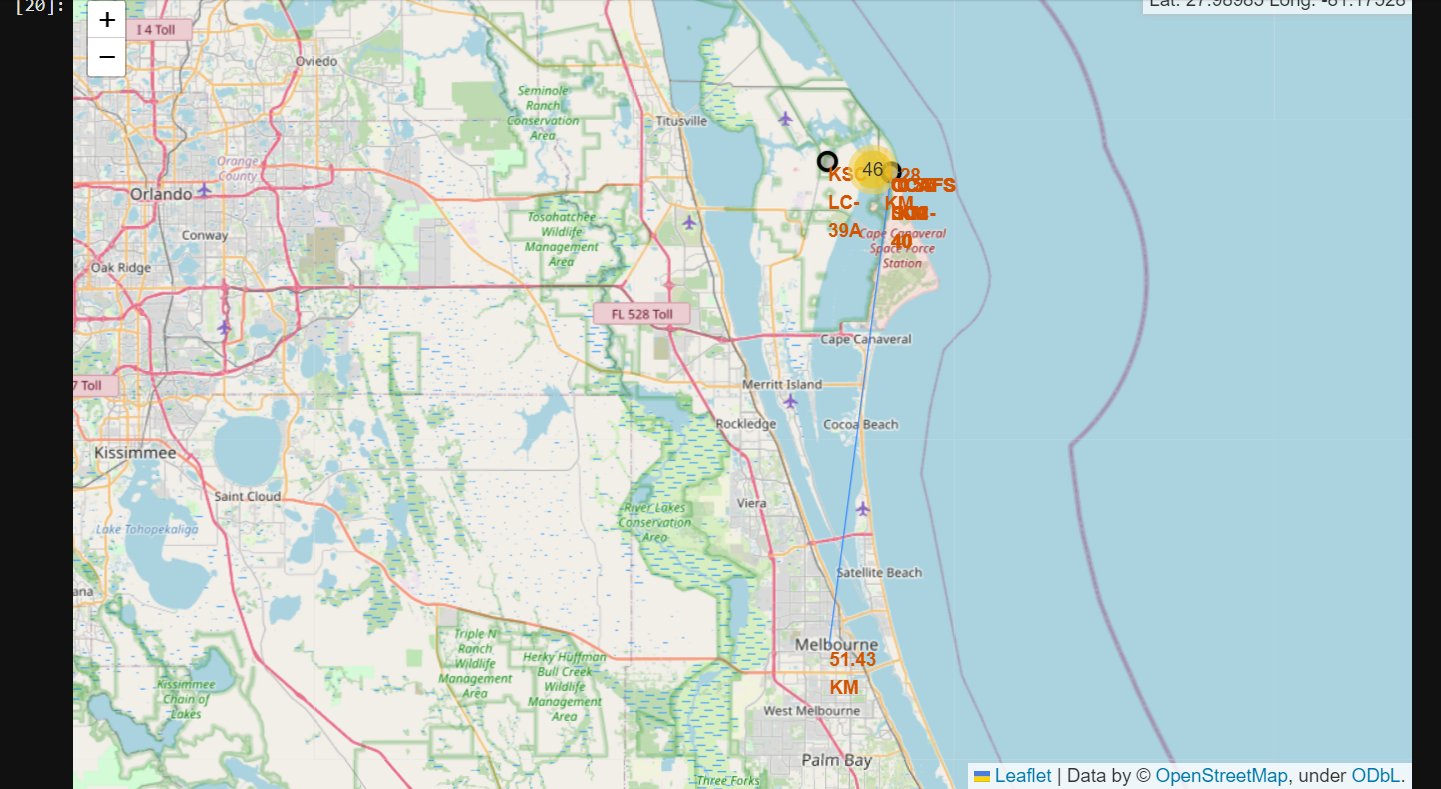 [20]:
+
−
Lat: 27.98985 Long: -81.17528
I 4 Toll
Oviedo
Seminole
Ranch
Conservation
Area
Titusville
Orange
County
Orlando
46
28
KM
KSC
LC-
39A
CCAFS
40
Cape Canaveral
Space Force
Station
Tosohatchee
Wildlife
Management
Area
Conway
Oak Ridge
FL 528 Toll
Cape Canaveral
7 Toll
Merritt Island
Rockledge
Cocoa Beach
Kissimmee
Saint Cloud
Viera
River Lakes
Conservation
Area
Lake Tohopekaliga
Satellite Beach
ana
Triple N
Ranch
Wildlife
Management
Area
Herky Huffman
Bull Creek
Wildlife
Management
Area
Melbourne
51.43
KM
Kissimmee
Chain of
Lakes
West Melbourne
Palm Bay
Three Forks
Leaflet | Data by © OpenStreetMap, under ODbL.